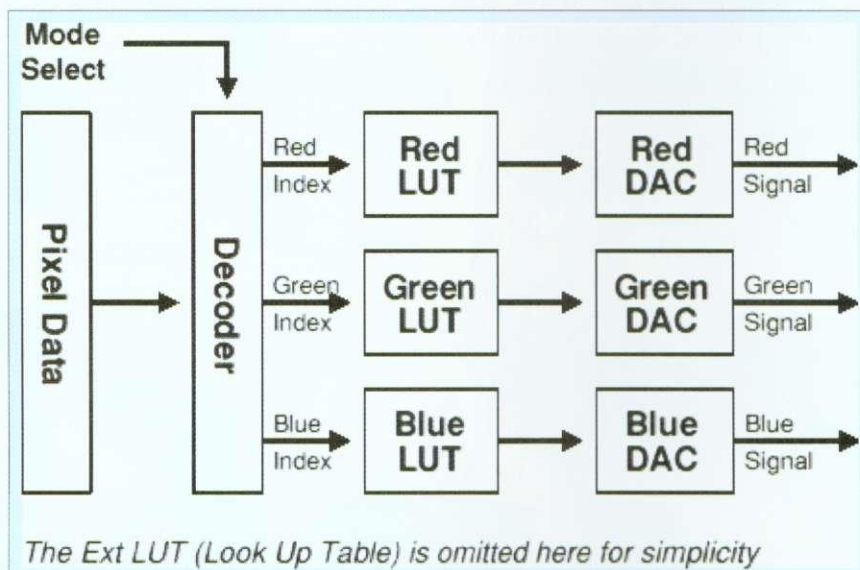 Mode
Select
Pixel Data
Decoder
Red
Index
Red
LUT
Red
DAC
Red
Signal
Green
Index
Green
LUT
Green
DAC
Green
Signal
Blue
Index
Blue
LUT
Blue
DAC
Blue
Signal
The Ext LUT (Look Up Table) is omitted here for simplicity